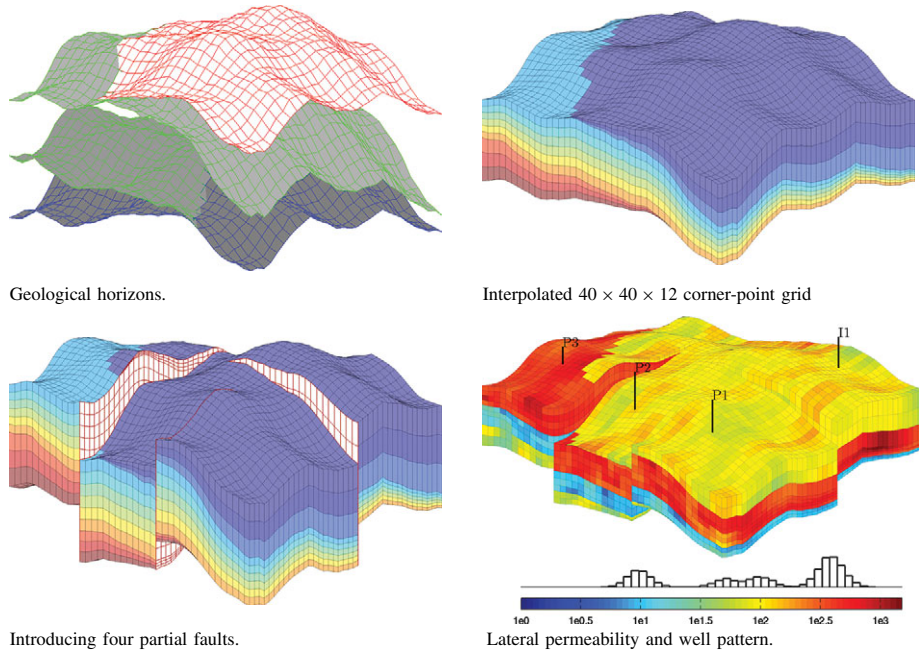 Geological horizons.
Interpolated 40 × 40 × 12 corner-point grid
P3
I1
P2
P1
1e0 1e0.5 1e1 1e1.5 1e2 1e2.5 1e3
Introducing four partial faults.
Lateral permeability and well pattern.